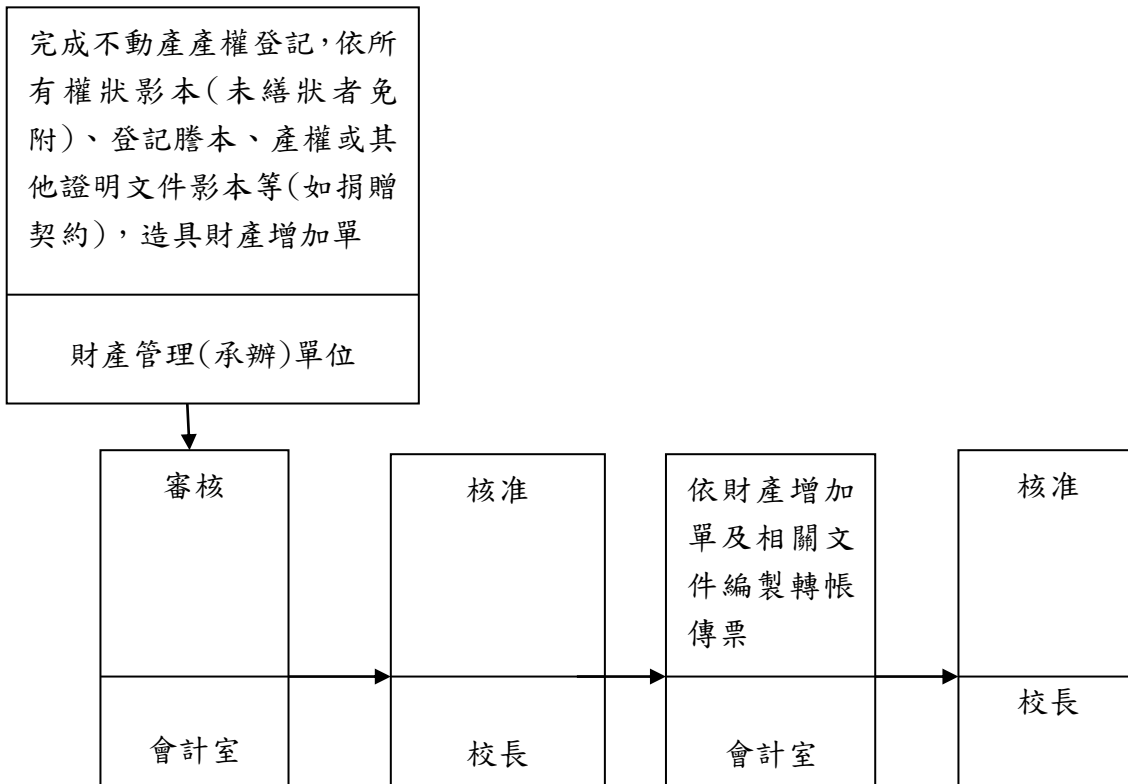 完成不動產產權登記，依所
有權狀影本(未繕狀者免
附)、登記謄本、產權或其
他證明文件影本等(如捐贈
契約)，造具財產增加單
財產管理(承辦)單位
審核
會計室
核准
校長
依財產增加
單及相關文
件編製轉帳
傳票
會計室
核准
校長